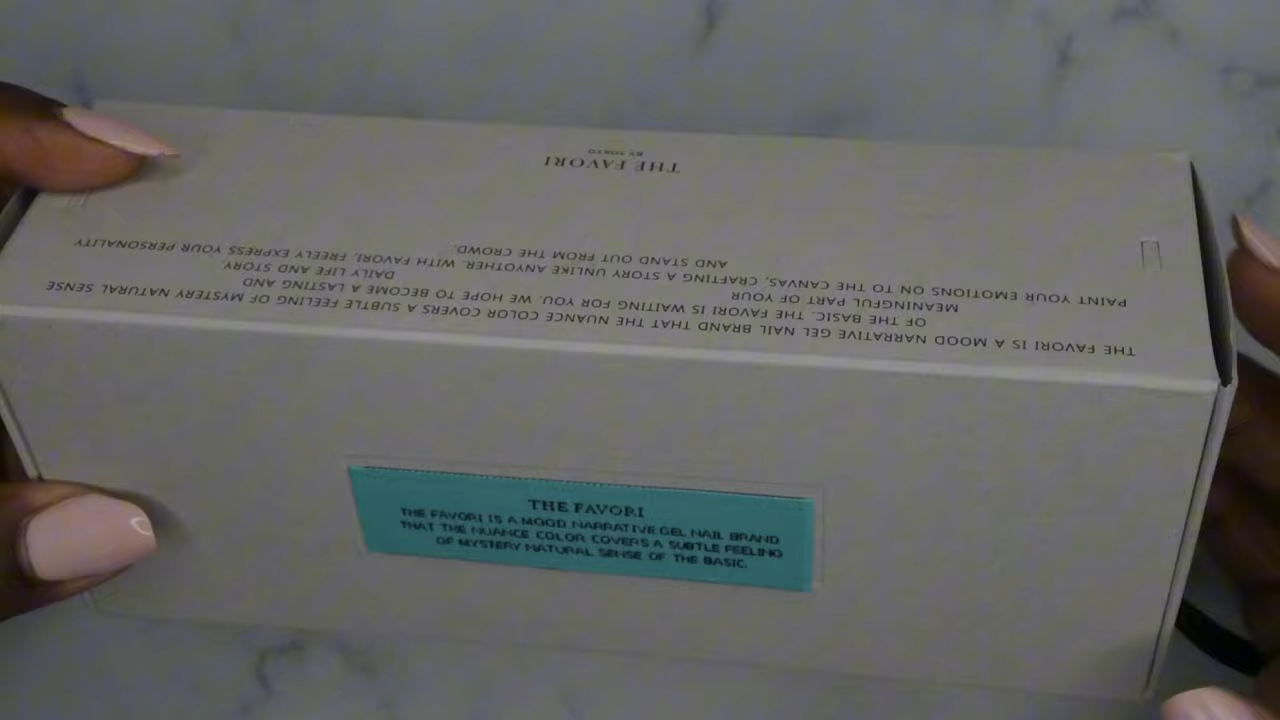 THE FAVORI IS A MOOD NARRATIVE GEL NAIL BRAND THAT THE NUANCE COLOR COVERS A SUBTLE FEELING OF MYSTERY NATURAL SENSE
OF THE BASIC. THE FAVORI IS WAITING FOR YOU. WE HOPE TO BECOME A LASTING AND
MEANINGFUL PART OF YOUR DAILY LIFE AND STORY.
PAINT YOUR EMOTIONS ON TO THE CANVAS, CRAFTING A STORY UNLIKE ANYOTHER. WITH FAVORI, FREELY EXPRESS YOUR PERSONALITY
AND STAND OUT FROM THE CROWD.
THE FAVORI
BY
THE FAVORI
THE FAVORI IS A MOOD NARRATIVE GEL NAIL BRAND
THAT THE NUANCE COLOR COVERS A SUBTLE FEELING
OF MYSTERY NATURAL SENSE OF THE BASIC.